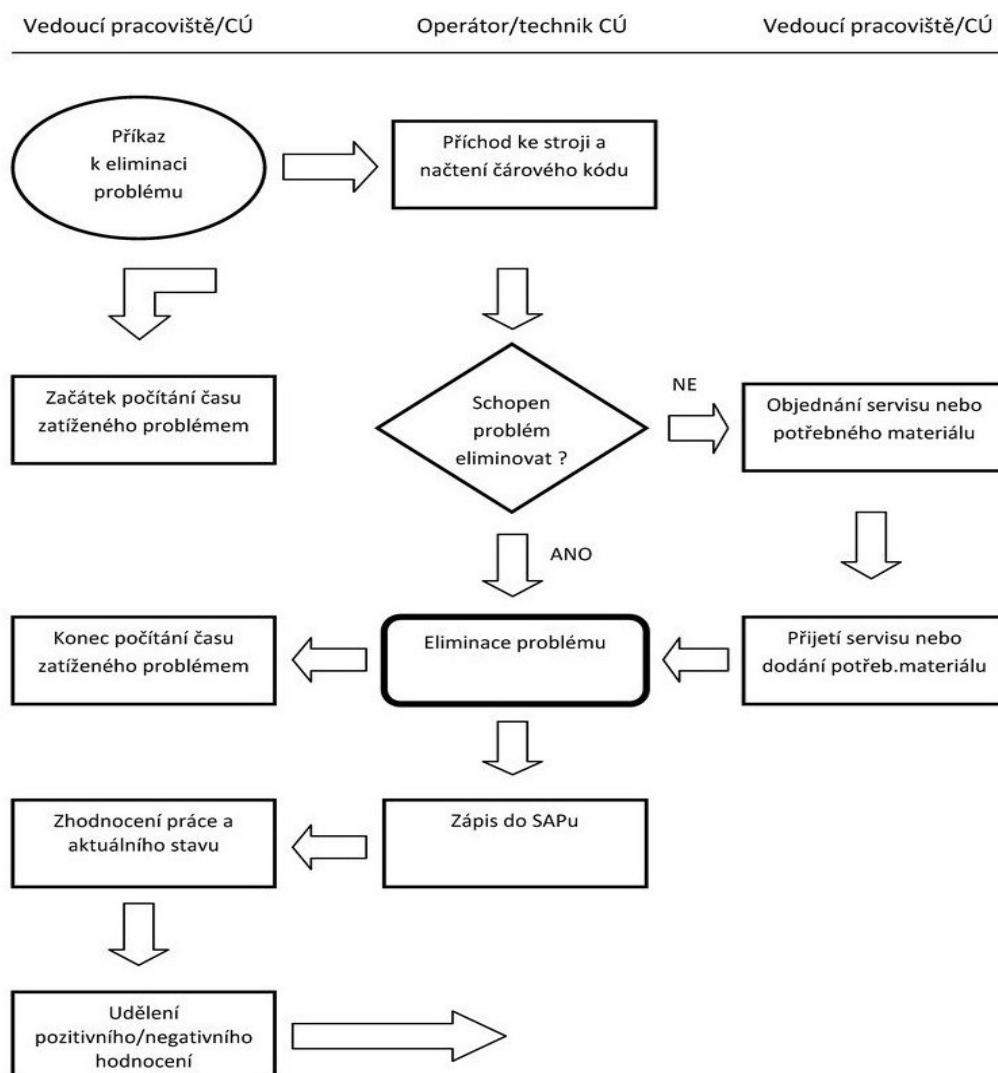 Vedoucí pracoviště/CÚ
Operátor/technik CÚ
Vedoucí pracoviště/CÚ
Příkaz
k eliminaci
problému
Příchod ke stroji a
načtení čárového kódu
Začátek počítání času
zatíženého problémem
Schopen
problém
eliminovat ?
NE
Objednání servisu nebo
potřebného materiálu
ANO
Konec počítání času
zatíženého problémem
Eliminace problému
Přijetí servisu nebo
dodání potřeb.materiálu
Zhodnocení práce a
aktuálního stavu
Zápis do SAPu
Udělení
pozitivního/negativního
hodnocení